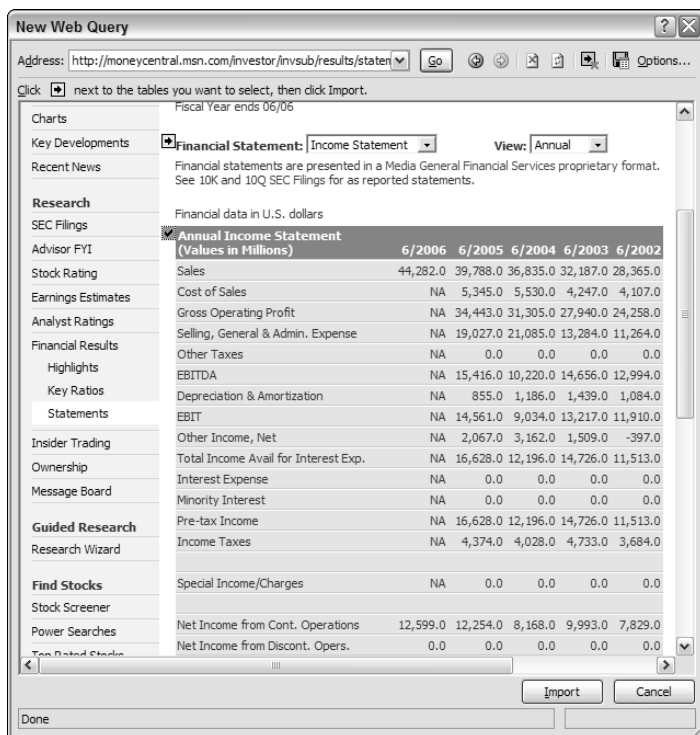 New Web Query
Address: http://moneycentral.msn.com/investor/invsub/results/staten Go Options...
Click next to the tables you want to select, then click Import.
Charts
Key Developments
Recent News
Research
SEC Filings
Advisor FYI
Stock Rating
Earnings Estimates
Analyst Ratings
Financial Results
Highlights
Key Ratios
Statements
Insider Trading
Ownership
Message Board
Guided Research
Research Wizard
Find Stocks
Stock Screener
Power Searches
Top Rated Stocks
Fiscal Year ends 06/06
Financial Statement: Income Statement View: Annual
Financial statements are presented in a Media General Financial Services proprietary format.
See 10K and 10Q SEC Filings for as reported statements.
Financial data in U.S. dollars
Annual Income Statement
(Values in Millions) 6/2006 6/2005 6/2004 6/2003 6/2002
Sales 44,282.0 39,788.0 36,835.0 32,187.0 28,365.0
Cost of Sales NA 5,345.0 5,530.0 4,247.0 4,107.0
Gross Operating Profit NA 34,443.0 31,305.0 27,940.0 24,258.0
Selling, General & Admin. Expense NA 19,027.0 21,085.0 13,284.0 11,264.0
Other Taxes NA 0.0 0.0 0.0 0.0
EBITDA NA 15,416.0 10,220.0 14,656.0 12,994.0
Depreciation & Amortization NA 855.0 1,186.0 1,439.0 1,084.0
EBIT NA 14,561.0 9,034.0 13,217.0 11,910.0
Other Income, Net NA 2,067.0 3,162.0 1,509.0 -397.0
Total Income Avail for Interest Exp. NA 16,628.0 12,196.0 14,726.0 11,513.0
Interest Expense NA 0.0 0.0 0.0 0.0
Minority Interest NA 0.0 0.0 0.0 0.0
Pre-tax Income NA 16,628.0 12,196.0 14,726.0 11,513.0
Income Taxes NA 4,374.0 4,028.0 4,733.0 3,684.0
Special Income/Charges NA 0.0 0.0 0.0 0.0
Net Income from Cont. Operations 12,599.0 12,254.0 8,168.0 9,993.0 7,829.0
Net Income from Discont. Opers. 0.0 0.0 0.0 0.0 0.0
Import Cancel
Done